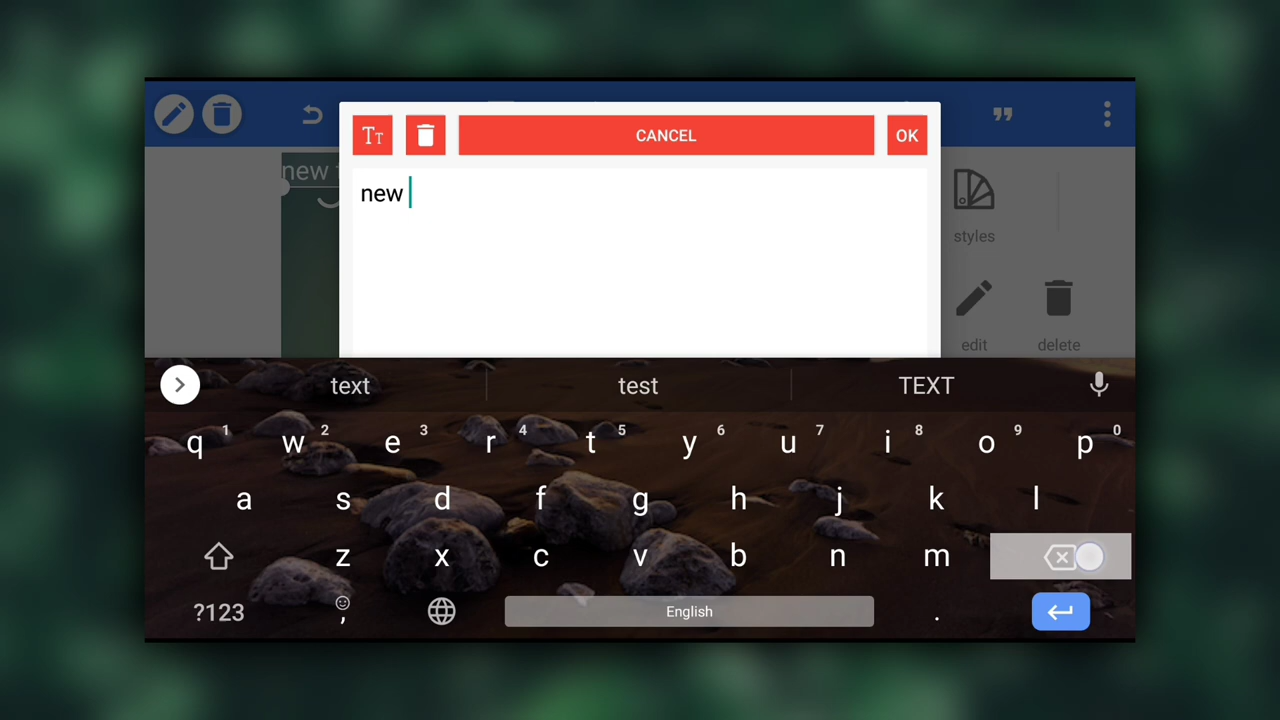 new
CANCEL
OK
new
styles
edit
delete
text
test
TEXT
q 1 w 2 e 3 r 4 t 5 y 6 u 7 i 8 o 9 p 0
a s d f g h j k l
z x c v b n m
?123 , English .